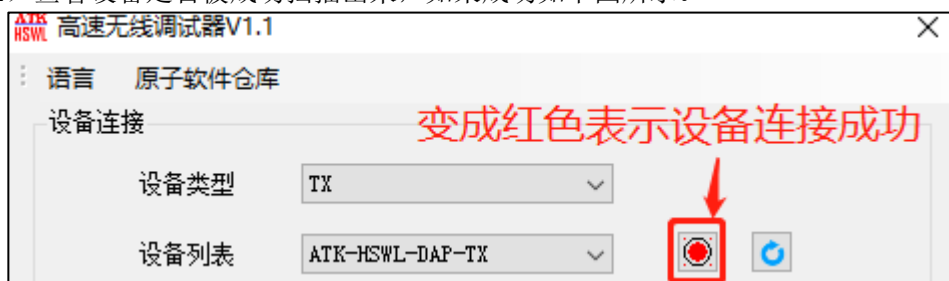 ATK
HSWL 高速无线调试器V1.1
语言 原子软件仓库
设备连接
变成红色表示设备连接成功
设备类型 TX
设备列表 ATK-HSWL-DAP-TX